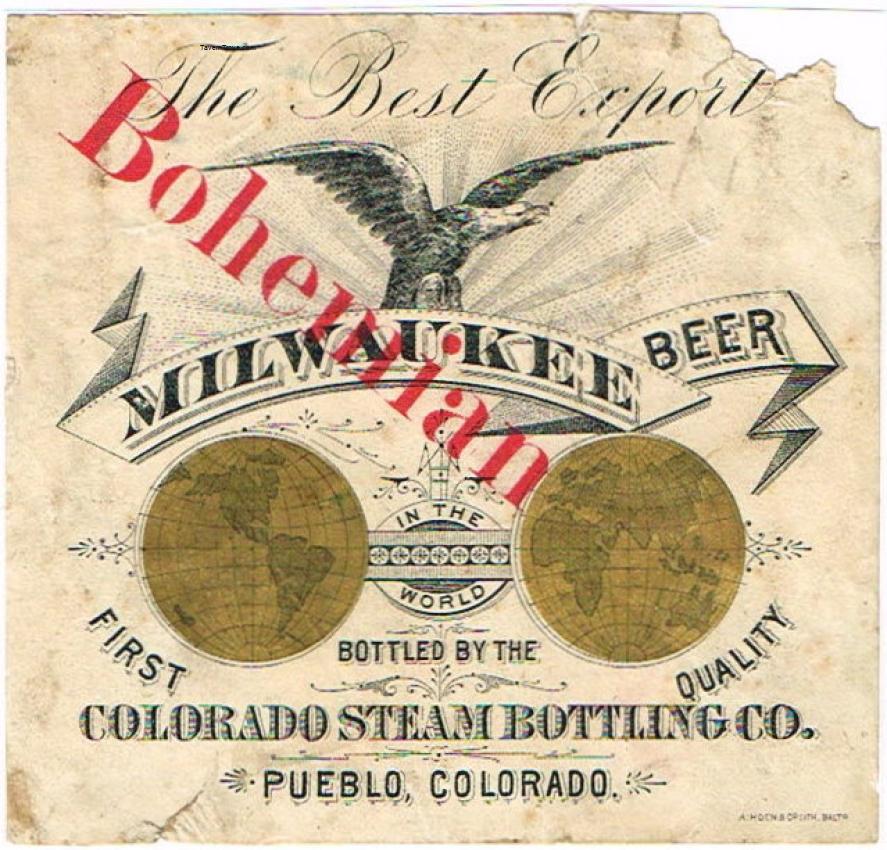 The Best Export
Bohemian
MILWAUKEE BEER
IN THE
WORLD
FIRST QUALITY
BOTTLED BY THE
COLORADO STEAM BOTTLING CO.
PUEBLO, COLORADO.